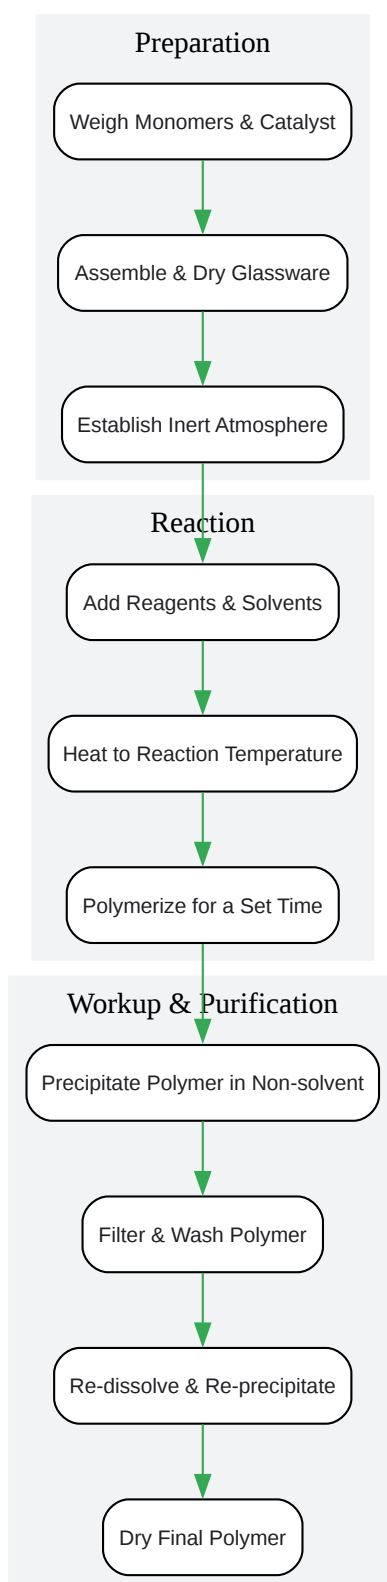 Preparation
Weigh Monomers & Catalyst
Assemble & Dry Glassware
Establish Inert Atmosphere
Reaction
Add Reagents & Solvents
Heat to Reaction Temperature
Polymerize for a Set Time
Workup & Purification
Precipitate Polymer in Non-solvent
Filter & Wash Polymer
Re-dissolve & Re-precipitate
Dry Final Polymer